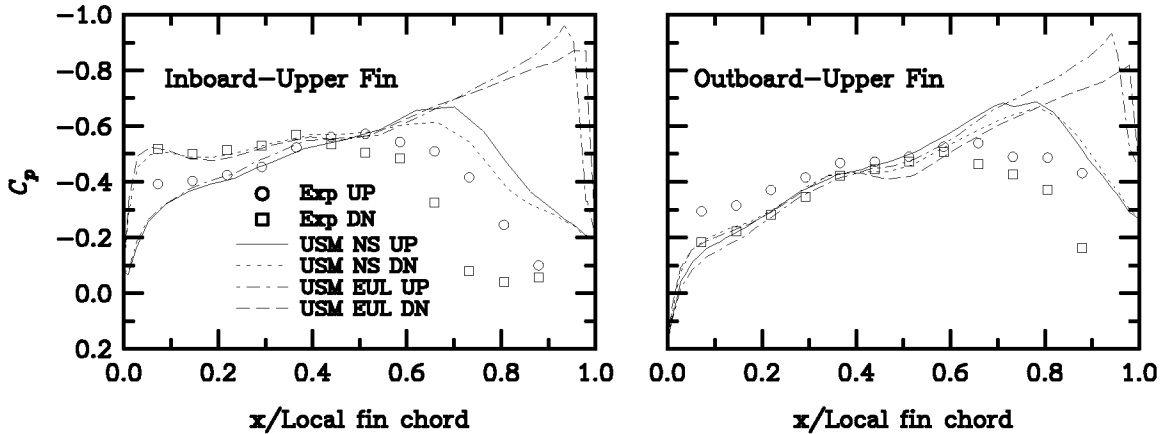 −1.0
−0.8
−0.6
−0.4
−0.2
0.0
0.2
Cp
Inboard−Upper Fin
Exp UP
Exp DN
USM NS UP
USM NS DN
USM EUL UP
USM EUL DN
0.0 0.2 0.4 0.6 0.8 1.0
x/Local fin chord
Outboard−Upper Fin
0.0 0.2 0.4 0.6 0.8 1.0
x/Local fin chord